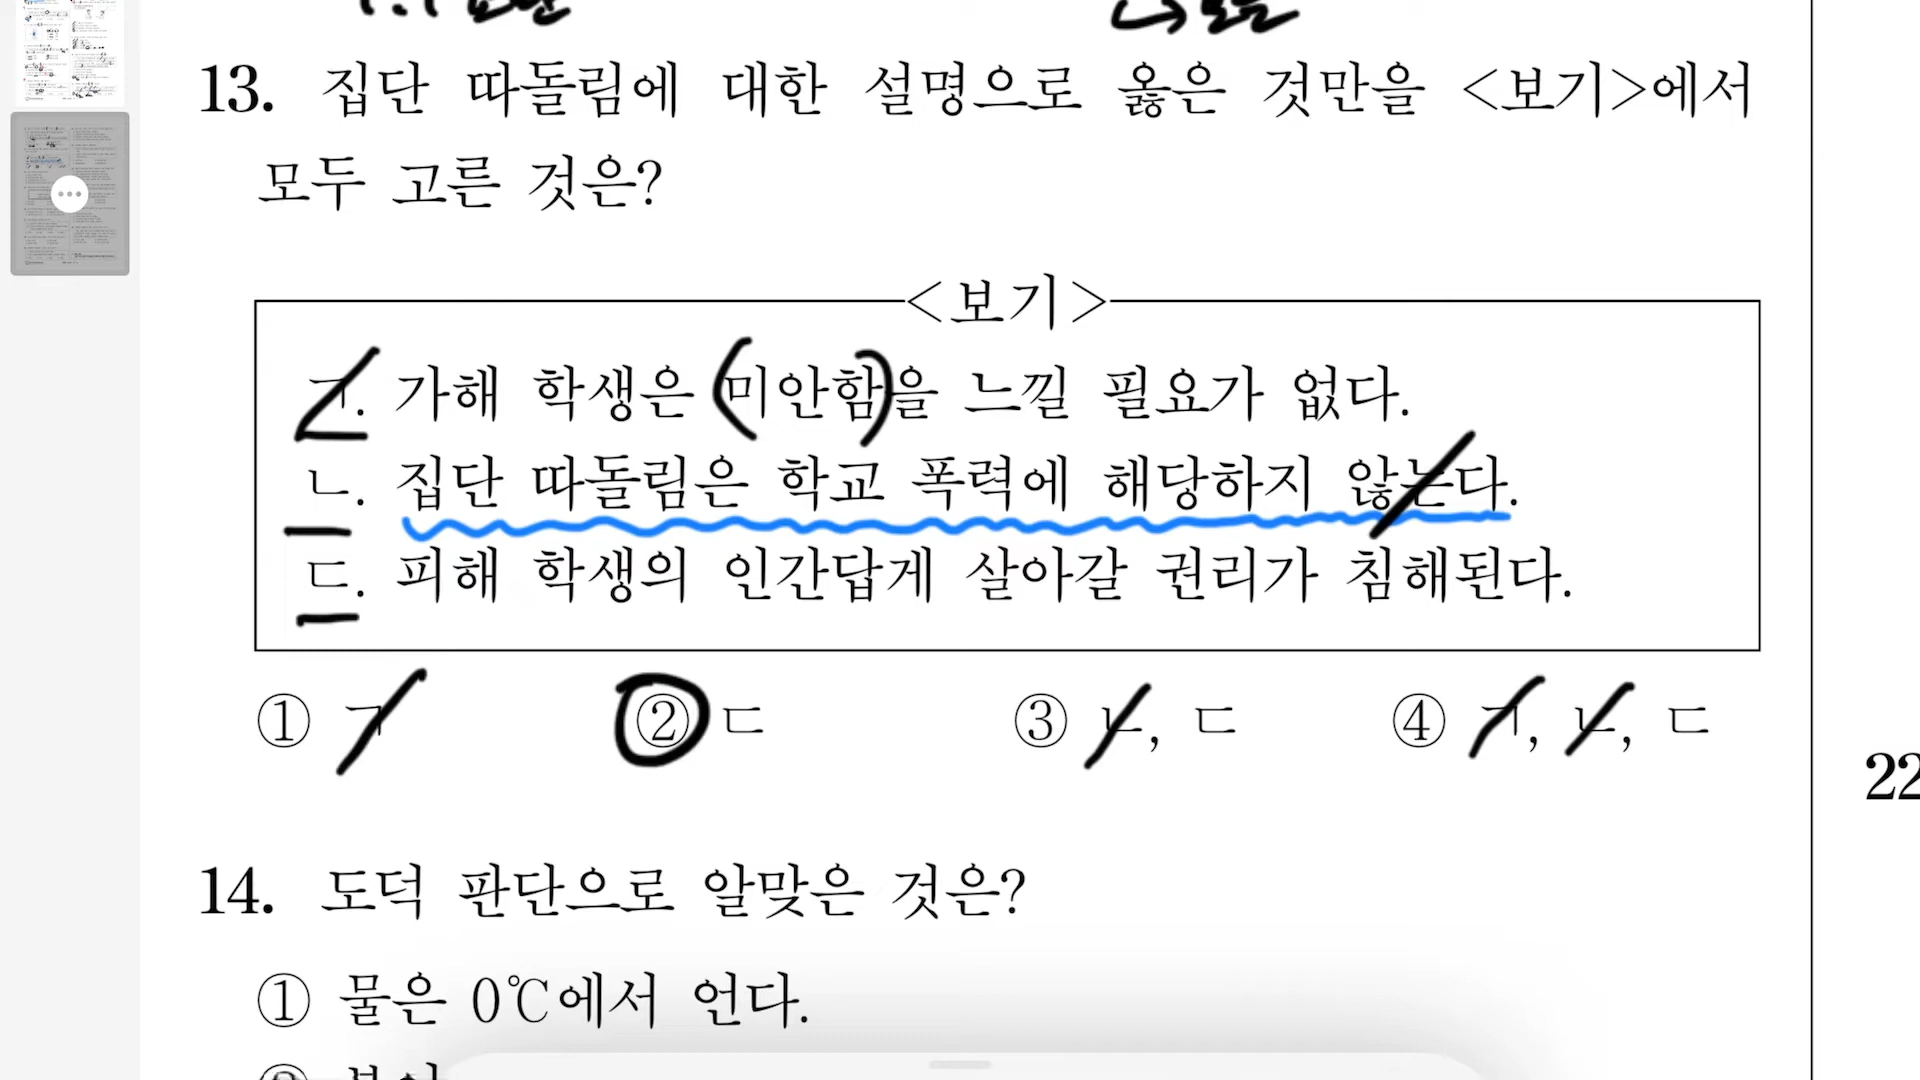 13. 집단 따돌림에 대한 설명으로 옳은 것만을 <보기>에서
모두 고른 것은?
<보기>
ㄱ. 가해 학생은 (미안함)을 느낄 필요가 없다.
ㄴ. 집단 따돌림은 학교 폭력에 해당하지 않는다.
ㄷ. 피해 학생의 인간답게 살아갈 권리가 침해된다.
① ㄱ ② ㄷ ③ ㄴ, ㄷ ④ ㄱ, ㄴ, ㄷ
22
14. 도덕 판단으로 알맞은 것은?
① 물은 0℃에서 언다.